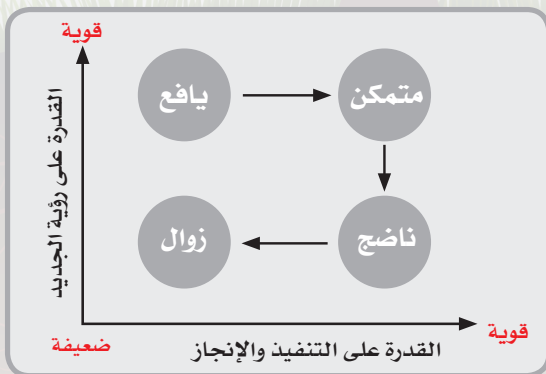 قوية
القدرة على رؤية الجديد
يافع
متمكن
زوال
ناضج
قوية
ضعيفة
القدرة على التنفيذ والإنجاز